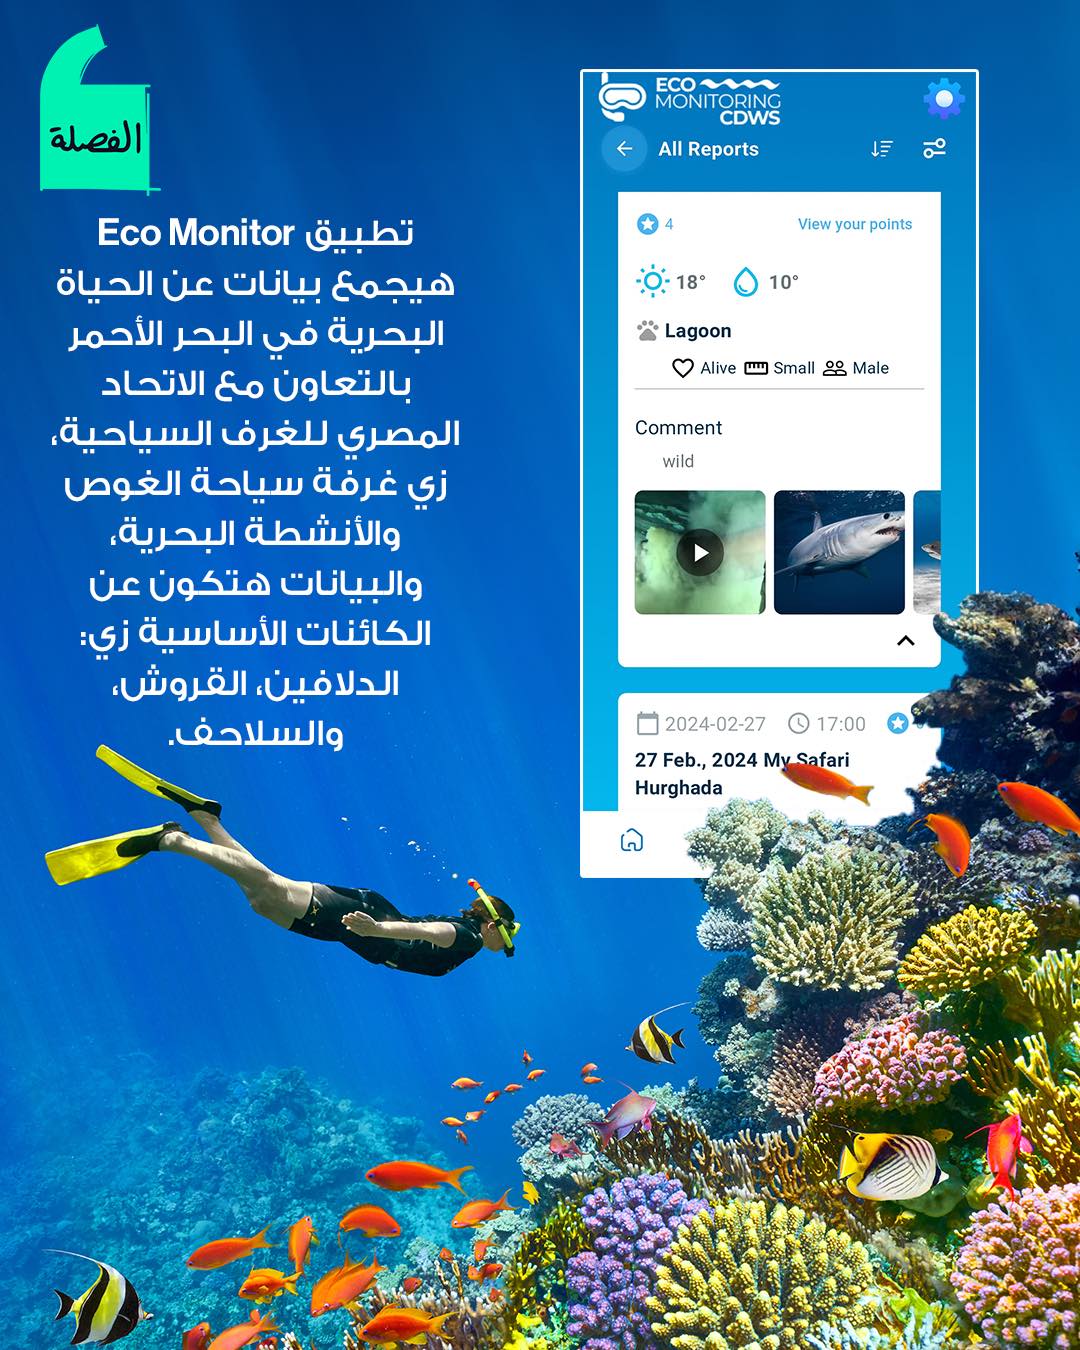 الفصلة
تطبيق Eco Monitor
هيجمع بيانات عن الحياة
البحرية في البحر الأحمر
بالتعاون مع الاتحاد
المصري للغرف السياحية،
زي غرفة سياحة الغوص
والأنشطة البحرية،
والبيانات هتكون عن
الكائنات الأساسية زي:
الدلافين، القروش،
والسلاحف.
ECO
MONITORING
CDWS
All Reports
4 View your points
18° 10°
Lagoon
Alive Small Male
Comment
wild
2024-02-27 17:00
27 Feb., 2024 My Safari
Hurghada